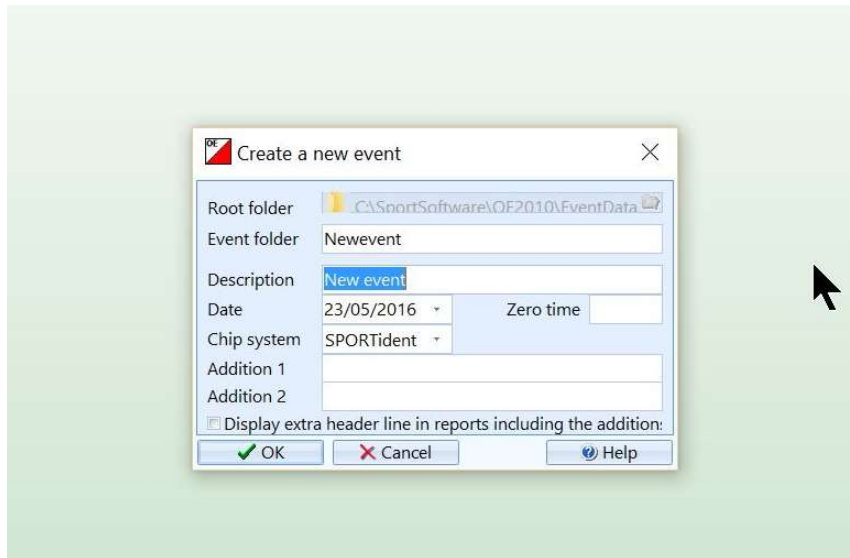 OE
Create a new event
Root folder C:\SportSoftware\OE2010\EventData
Event folder Newevent
Description New event
Date 23/05/2016 Zero time
Chip system SPORTident
Addition 1
Addition 2
Display extra header line in reports including the addition
OK Cancel Help